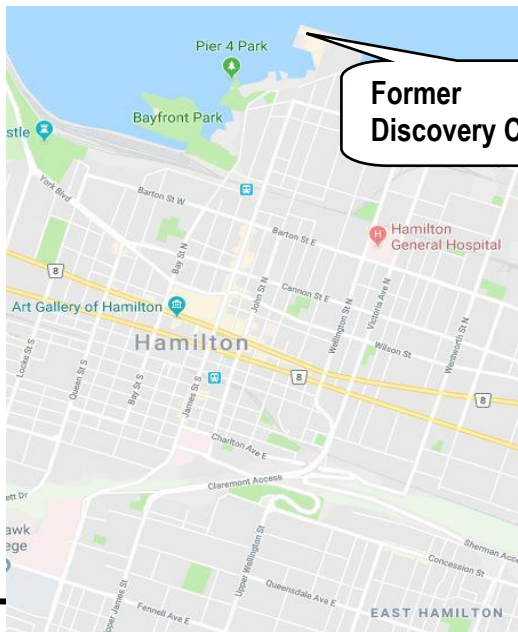 Pier 4 Park
Former
Discovery C
Bayfront Park
stle
York Blvd
Barton St W
Barton St E
Hamilton
General Hospital
Bay St N
8
John St N
Cannon St E
Victoria Ave N
Wellington St N
Art Gallery of Hamilton
Wilson St
Wentworth St N
Hamilton
Locke St S
Queen St S
Bay St S
James St S
8
8
Charlton Ave E
Claremont Access
ett Dr
awk
ege
Sherman Acce
Concession St
Upper Wellington St
Queensdale Ave E
pper James St
Fennell Ave E
EAST HAMILTON